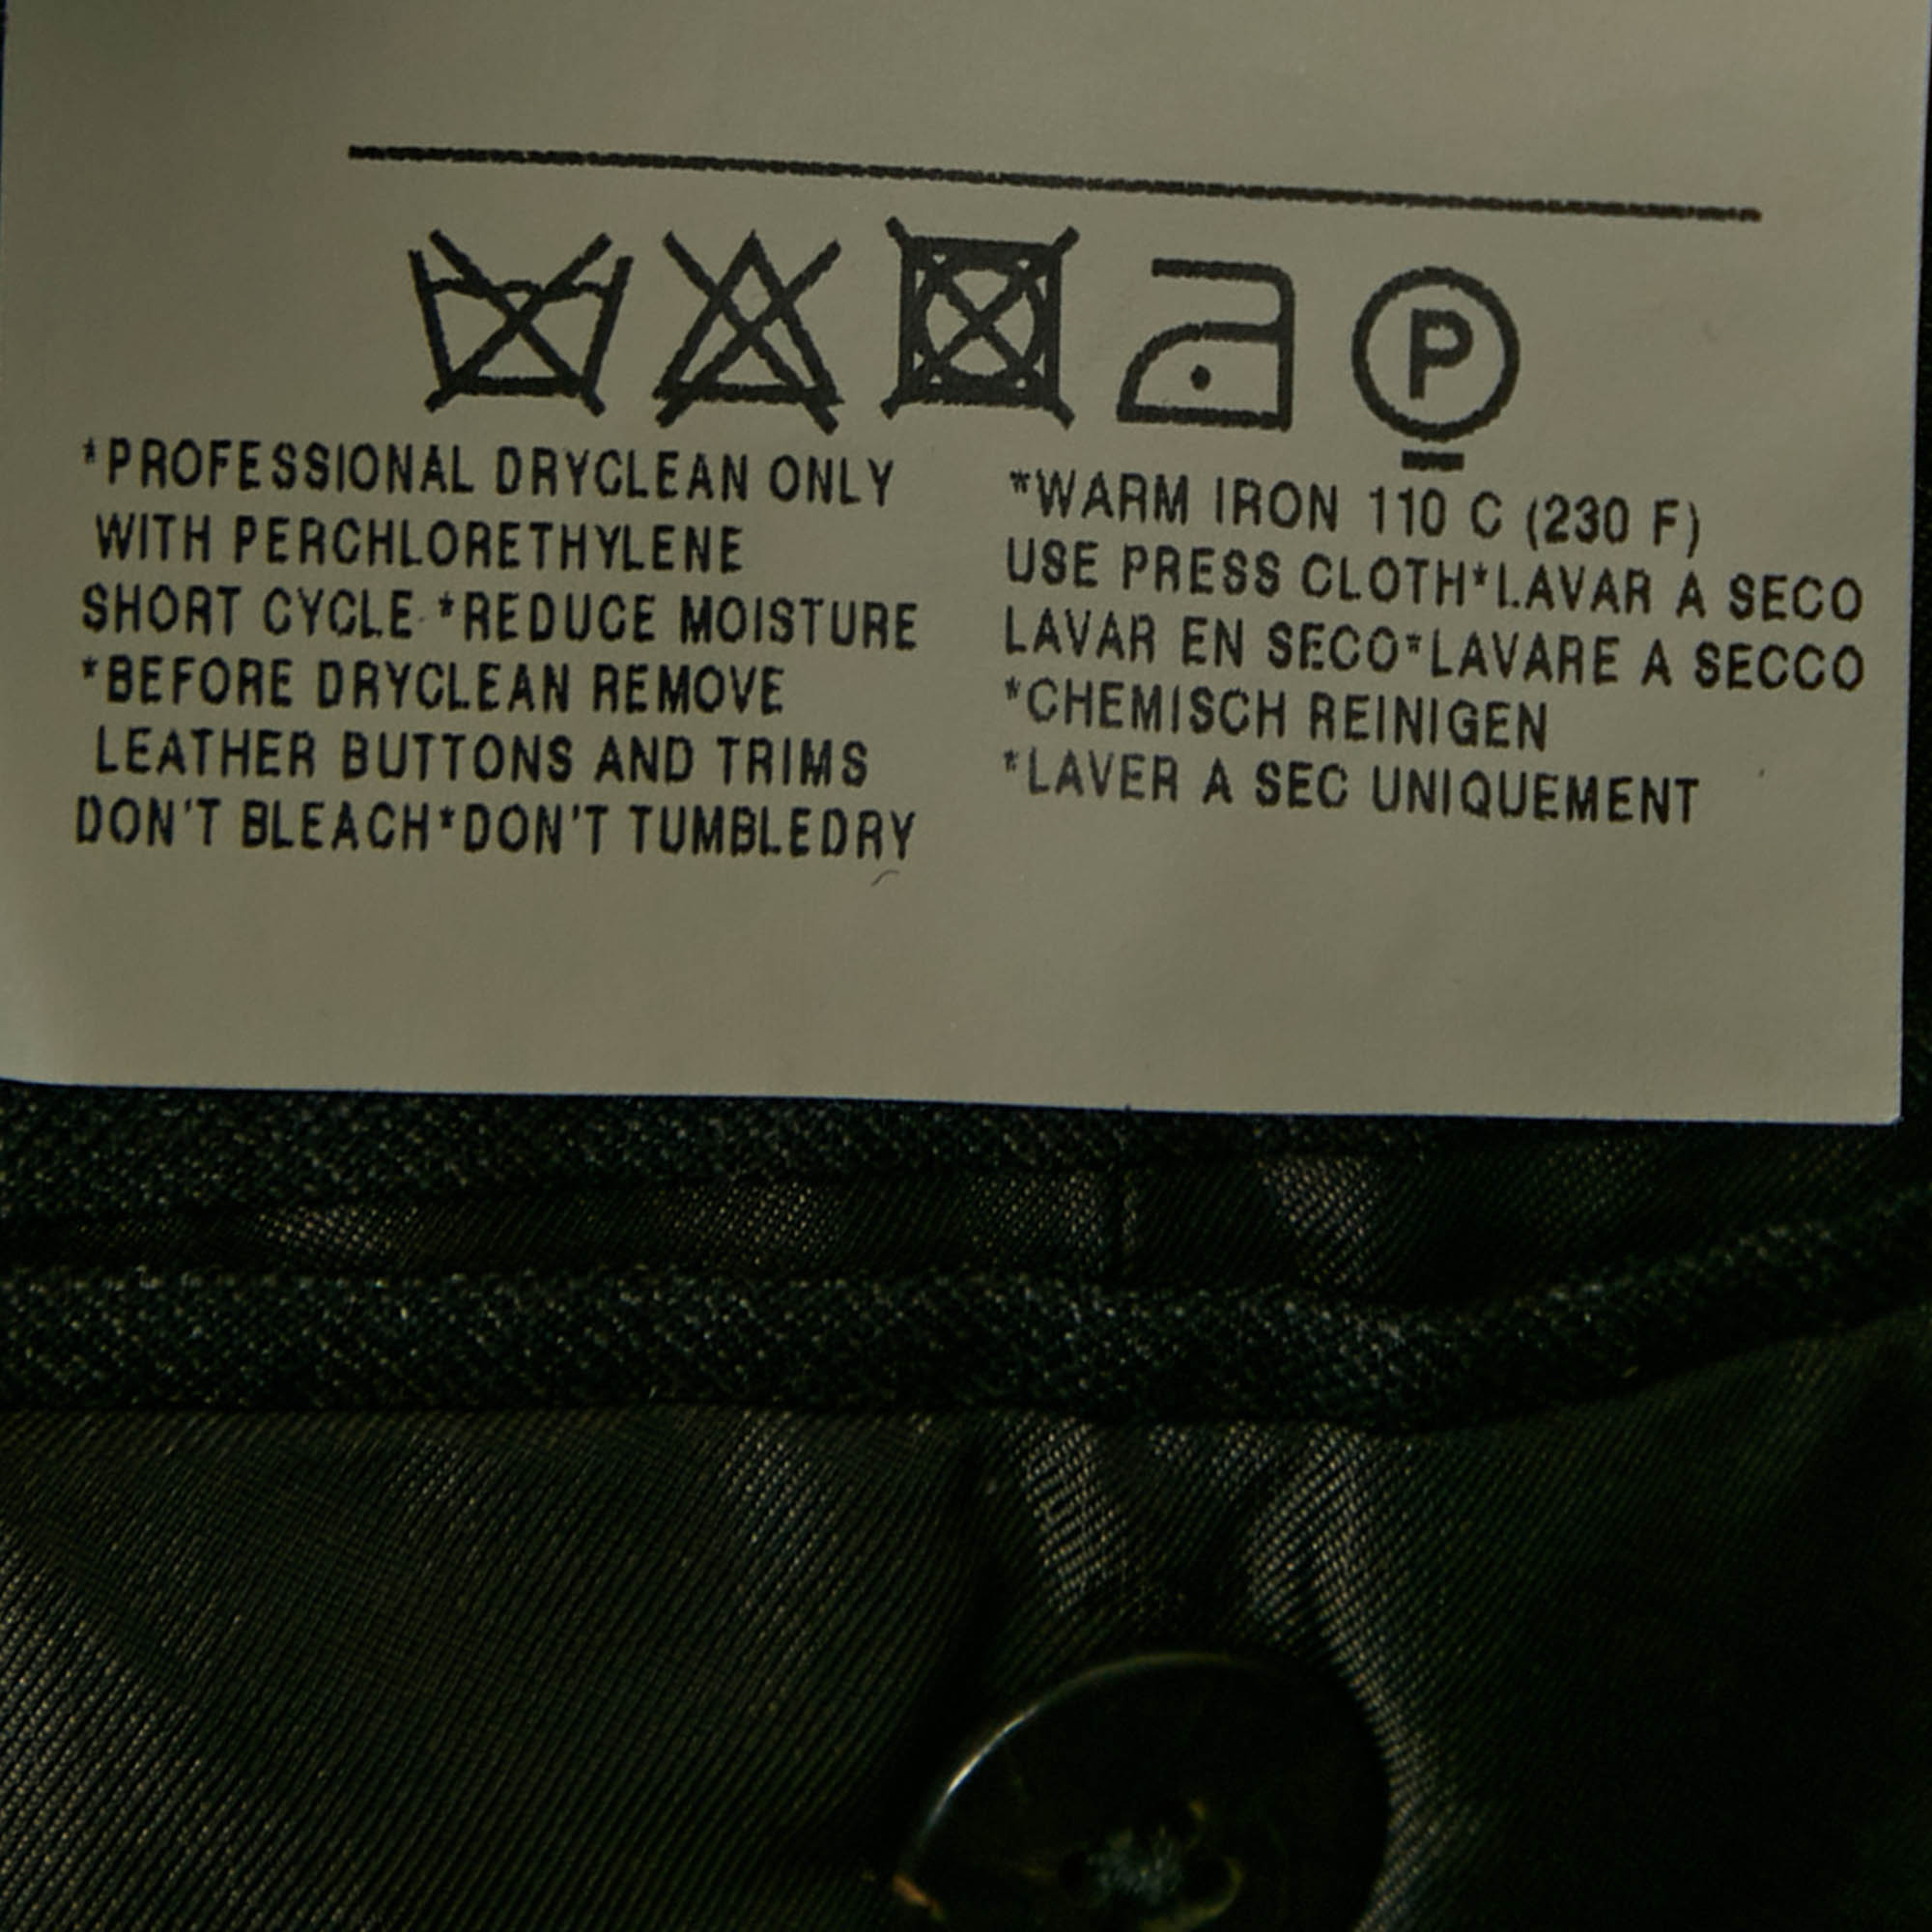 P
*PROFESSIONAL DRYCLEAN ONLY
WITH PERCHLORETHYLENE
SHORT CYCLE *REDUCE MOISTURE
*BEFORE DRYCLEAN REMOVE
LEATHER BUTTONS AND TRIMS
DON'T BLEACH*DON'T TUMBLEDRY
*WARM IRON 110 C (230 F)
USE PRESS CLOTH*LAVAR A SECO
LAVAR EN SECO*LAVARE A SECCO
*CHEMISCH REINIGEN
*LAVER A SEC UNIQUEMENT